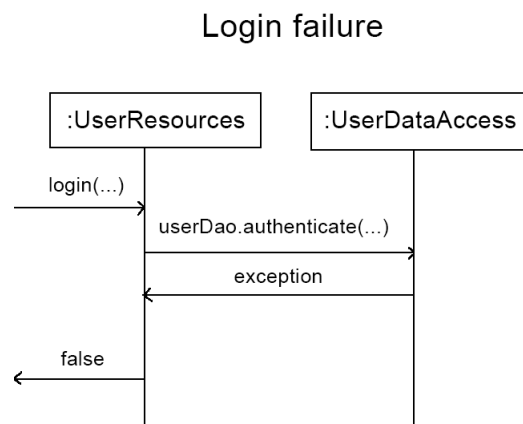 Login failure
:UserResources
:UserDataAccess
login(...)
userDao.authenticate(...)
exception
false